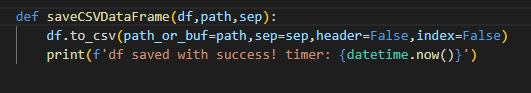 def saveCSVDataFrame(df,path,sep):
    df.to_csv(path_or_buf=path,sep=sep,header=False,index=False)
    print(f'df saved with success! timer: {datetime.now()}')